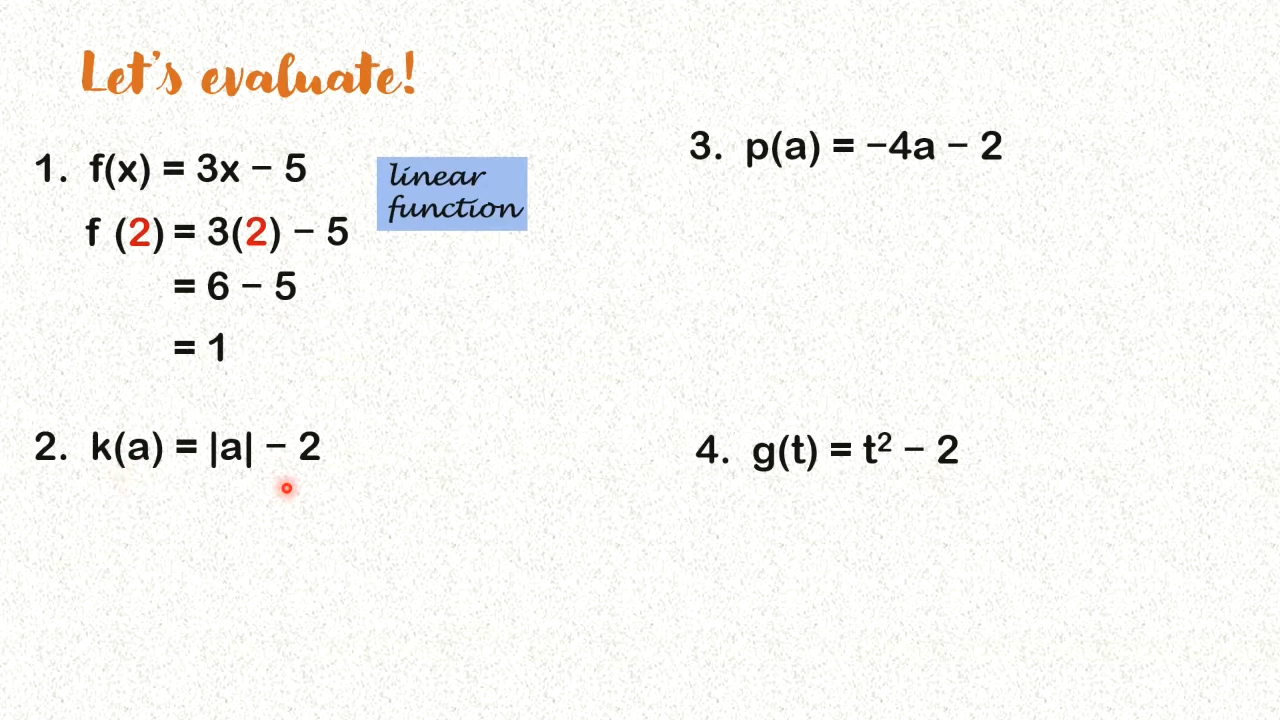 Let's evaluate!
1. f(x) = 3x − 5
linear
function
f (2) = 3(2) − 5
= 6 − 5
= 1
2. k(a) = |a| − 2
3. p(a) = −4a − 2
4. g(t) = t² − 2